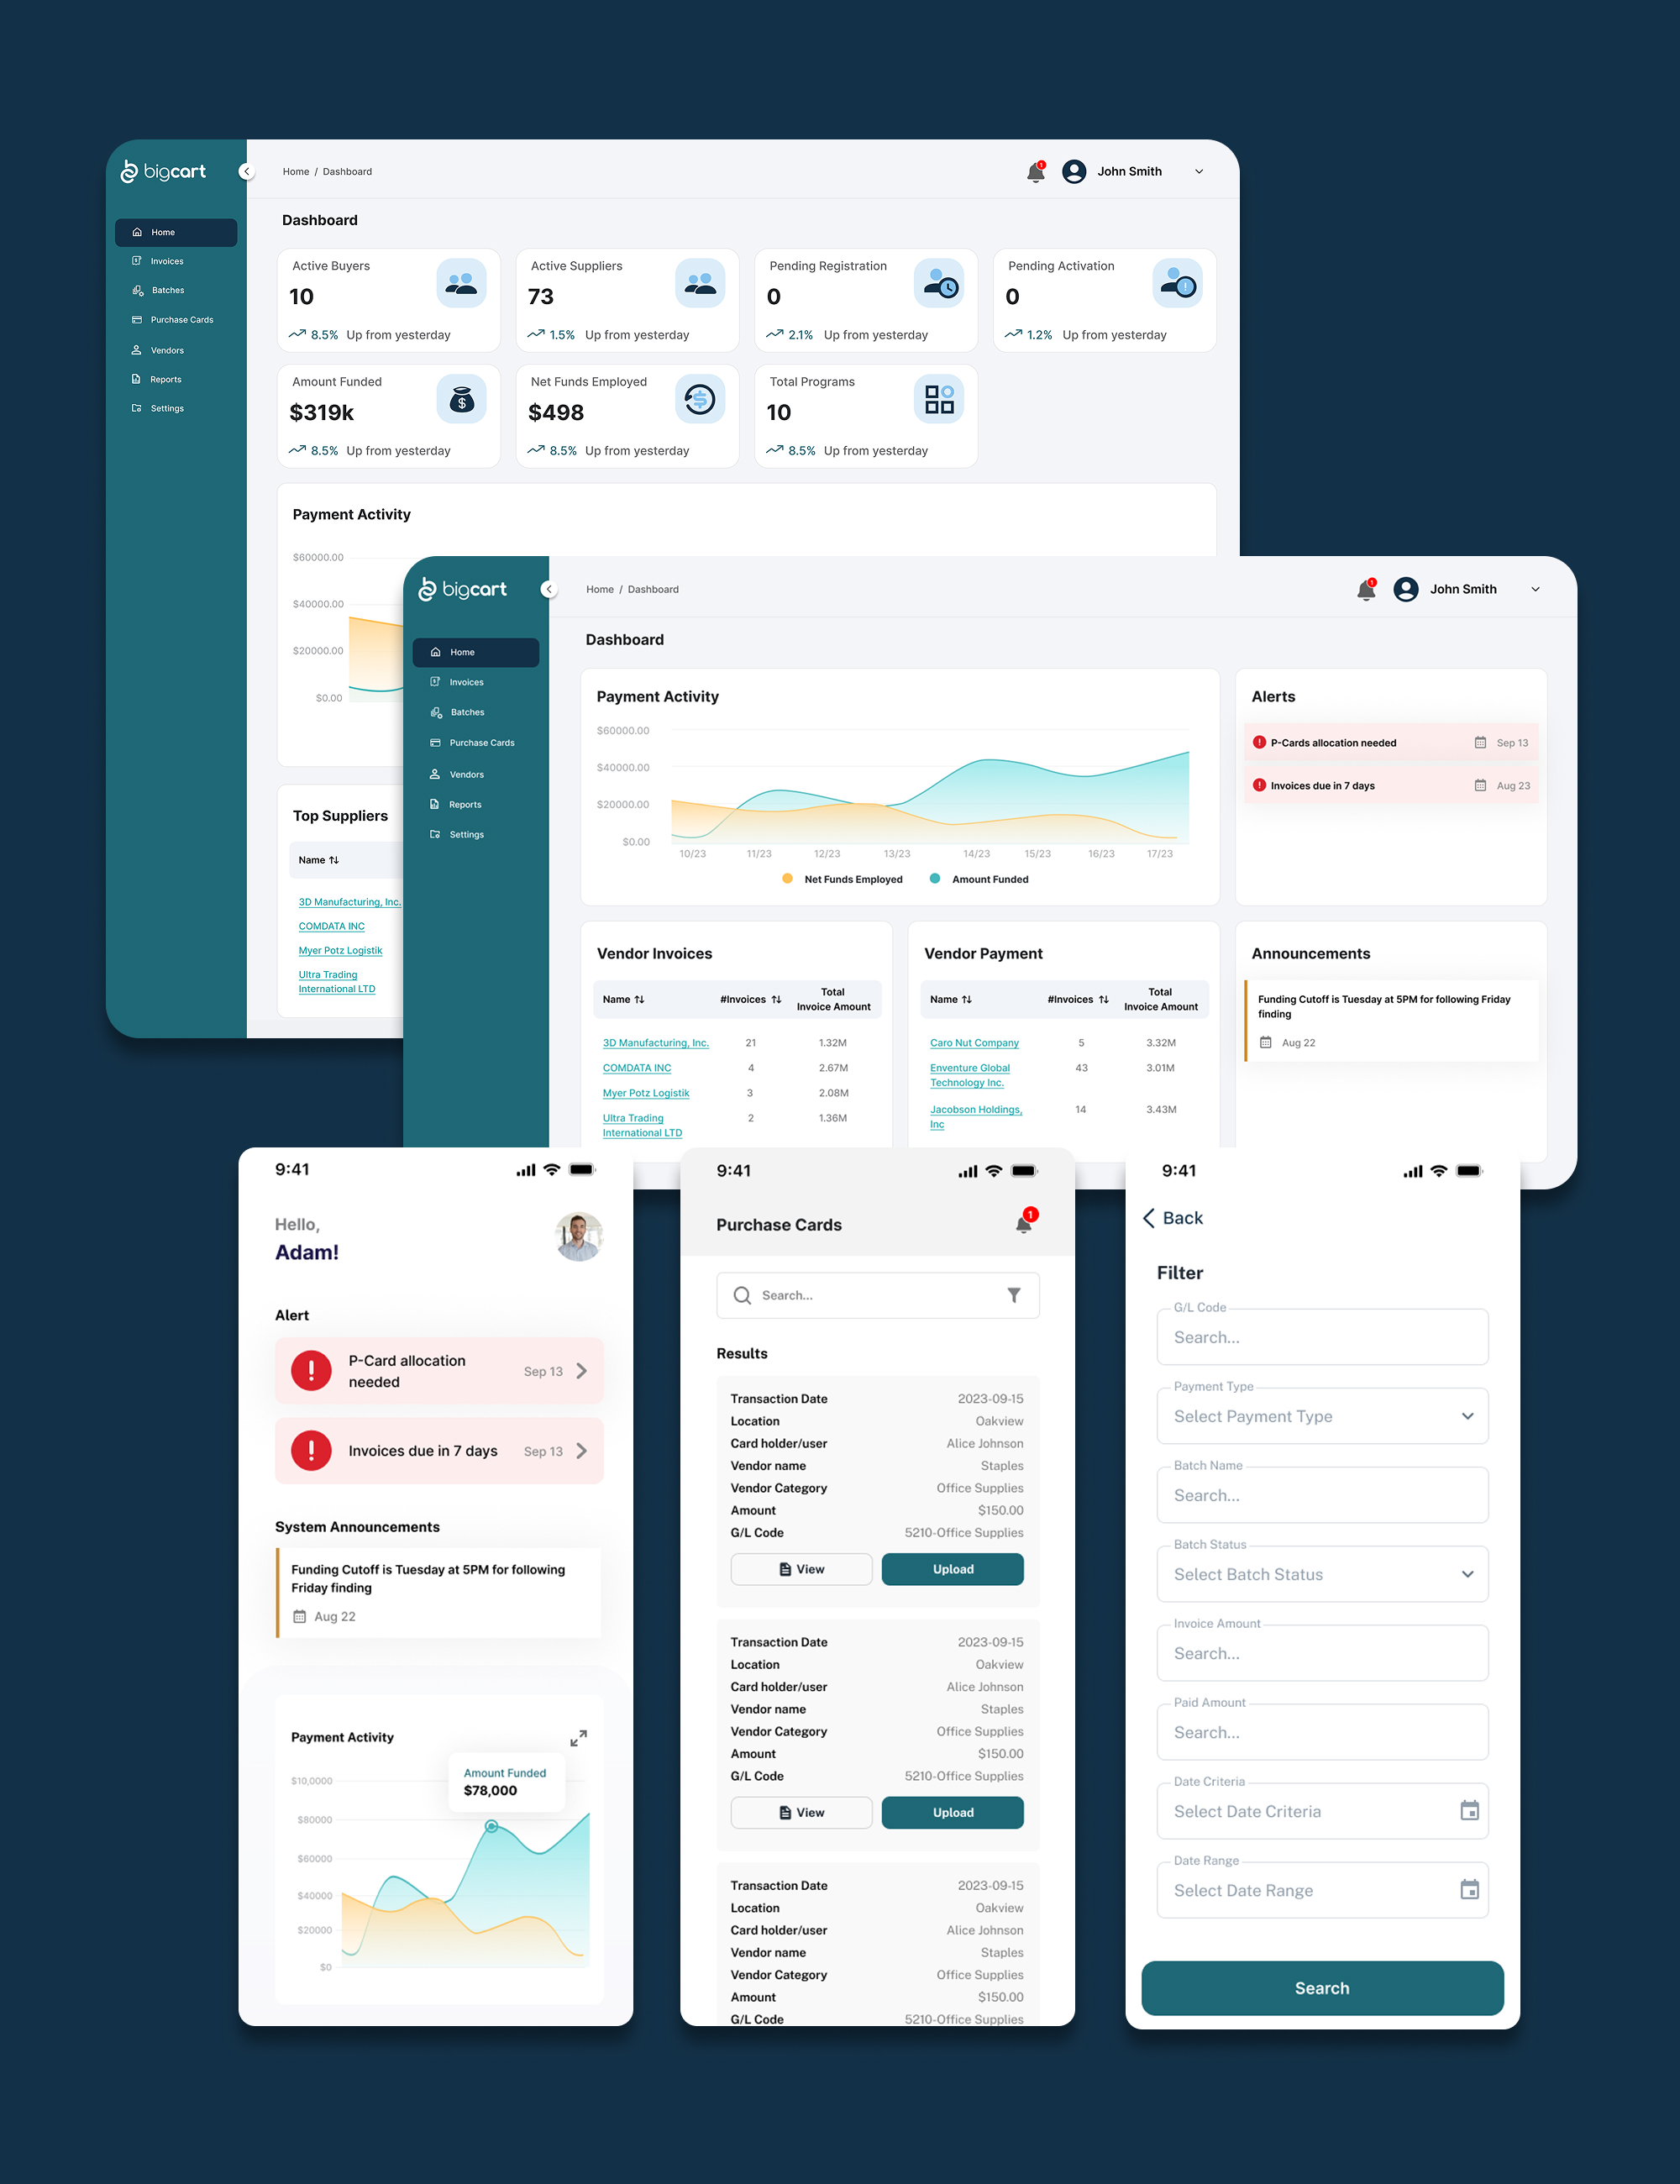 bigcart
Home / Dashboard
1
John Smith
Home
Invoices
Batches
Purchase Cards
Vendors
Reports
Settings
Dashboard
Active Buyers
10
8.5% Up from yesterday
Active Suppliers
73
1.5% Up from yesterday
Pending Registration
0
2.1% Up from yesterday
Pending Activation
0
1.2% Up from yesterday
Amount Funded
$319k
8.5% Up from yesterday
Net Funds Employed
$498
8.5% Up from yesterday
Total Programs
10
8.5% Up from yesterday
Payment Activity
$60000.00
$40000.00
$20000.00
$0.00
Top Suppliers
Name
3D Manufacturing, Inc.
COMDATA INC
Myer Potz Logistik
Ultra Trading
International LTD
bigcart
Home / Dashboard
1
John Smith
Home
Invoices
Batches
Purchase Cards
Vendors
Reports
Settings
Dashboard
Payment Activity
$60000.00
$40000.00
$20000.00
$0.00
10/23 11/23 12/23 13/23 14/23 15/23 16/23 17/23
Net Funds Employed Amount Funded
Alerts
P-Cards allocation needed Sep 13
Invoices due in 7 days Aug 23
Vendor Invoices
Name #Invoices Total
Invoice Amount
3D Manufacturing, Inc. 21 1.32M
COMDATA INC 4 2.67M
Myer Potz Logistik 3 2.08M
Ultra Trading 2 1.36M
International LTD
Vendor Payment
Name #Invoices Total
Invoice Amount
Caro Nut Company 5 3.32M
Enventure Global 43 3.01M
Technology Inc.
Jacobson Holdings, 14 3.43M
Inc
Announcements
Funding Cutoff is Tuesday at 5PM for following Friday
finding
Aug 22
9:41
Hello,
Adam!
Alert
P-Card allocation
needed
Sep 13
Invoices due in 7 days Sep 13
System Announcements
Funding Cutoff is Tuesday at 5PM for following
Friday finding
Aug 22
Payment Activity
Amount Funded
$78,000
$10,0000
$80000
$60000
$40000
$20000
$0
9:41
Purchase Cards
1
Search...
Results
Transaction Date 2023-09-15
Location Oakview
Card holder/user Alice Johnson
Vendor name Staples
Vendor Category Office Supplies
Amount $150.00
G/L Code 5210-Office Supplies
View Upload
Transaction Date 2023-09-15
Location Oakview
Card holder/user Alice Johnson
Vendor name Staples
Vendor Category Office Supplies
Amount $150.00
G/L Code 5210-Office Supplies
View Upload
Transaction Date 2023-09-15
Location Oakview
Card holder/user Alice Johnson
Vendor name Staples
Vendor Category Office Supplies
Amount $150.00
G/L Code 5210-Office Supplies
9:41
Back
Filter
G/L Code
Search...
Payment Type
Select Payment Type
Batch Name
Search...
Batch Status
Select Batch Status
Invoice Amount
Search...
Paid Amount
Search...
Date Criteria
Select Date Criteria
Date Range
Select Date Range
Search